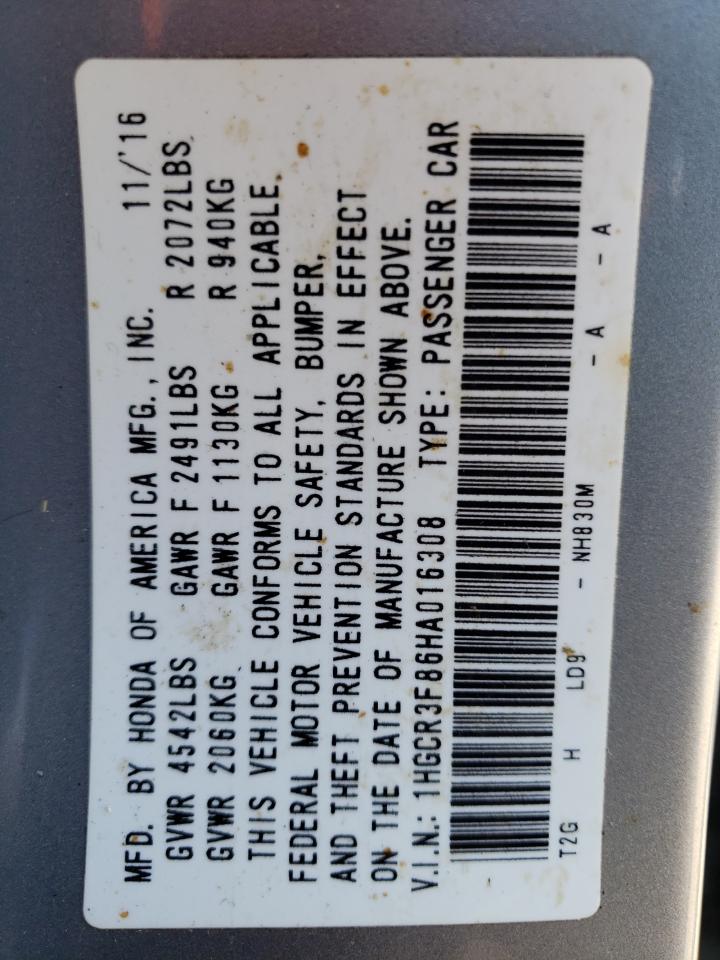 MFD. BY HONDA OF AMERICA MFG., INC. 11/'16
GVWR 4542LBS GAWR F 2491LBS R 2072LBS
GVWR 2060KG GAWR F 1130KG R 940KG
THIS VEHICLE CONFORMS TO ALL APPLICABLE
FEDERAL MOTOR VEHICLE SAFETY, BUMPER,
AND THEFT PREVENTION STANDARDS IN EFFECT
ON THE DATE OF MANUFACTURE SHOWN ABOVE.
V.I.N.: 1HGCR3F86HA016308 TYPE: PASSENGER CAR
T2G H LD9 - NH830M - A - A